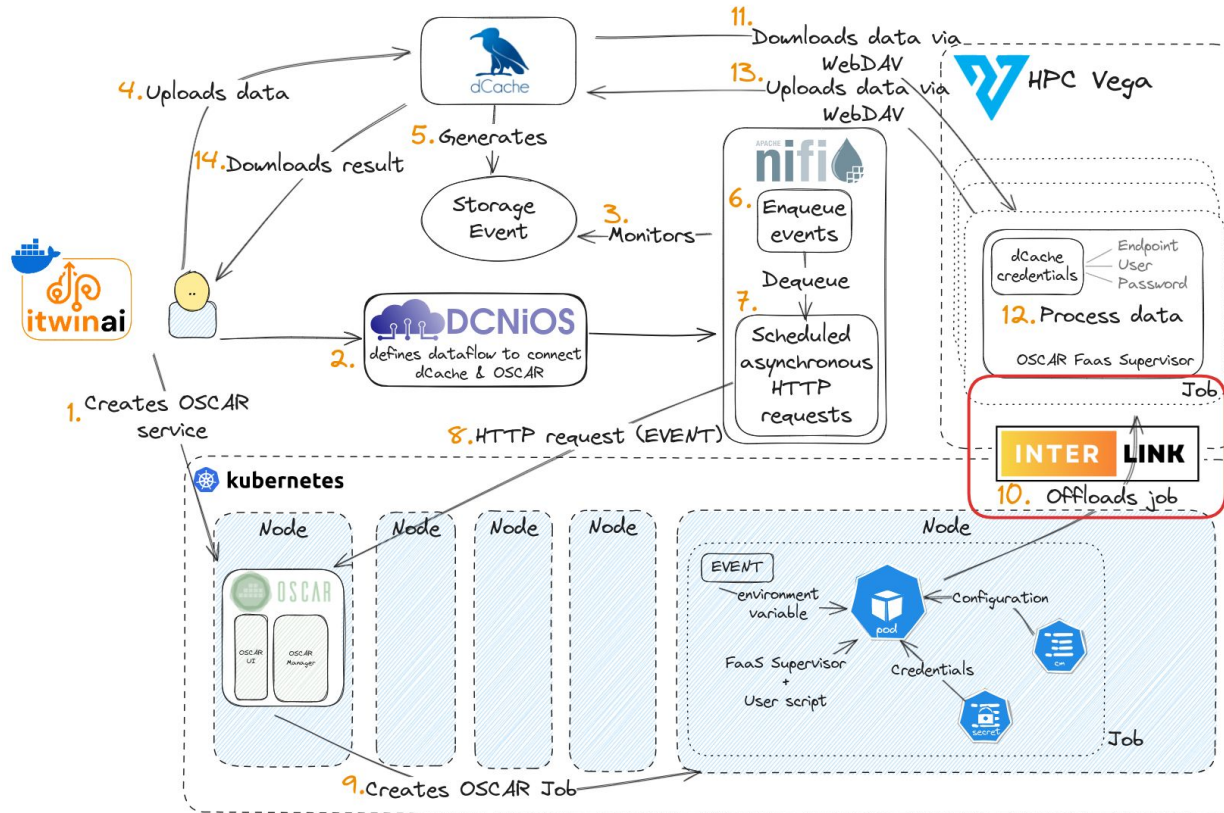 11.
Downloads data via
WebDAV
13.
Uploads data via
WebDAV
HPC Vega
dCache
4. Uploads data
5. Generates
14. Downloads result
Storage
Event
3.
Monitors
APACHE
nifi
6.
Enqueue
events
Dequeue
7.
Scheduled
asynchronous
HTTP
requests
dCache
credentials
Endpoint
User
Password
12. Process data
OSCAR FaaS Supervisor
Job
itwinai
2.
DCNiOS
defines dataflow to connect
dCache & OSCAR
1. Creates OSCAR
service
8. HTTP request (EVENT)
INTER LINK
10. Offloads job
kubernetes
Node
Node
Node
Node
Node
OSCAR
OSCAR
UI
OSCAR
Manager
EVENT
environment
variable
pod
Configuration
cm
FaaS Supervisor
+
User script
Credentials
secret
Job
9. Creates OSCAR Job